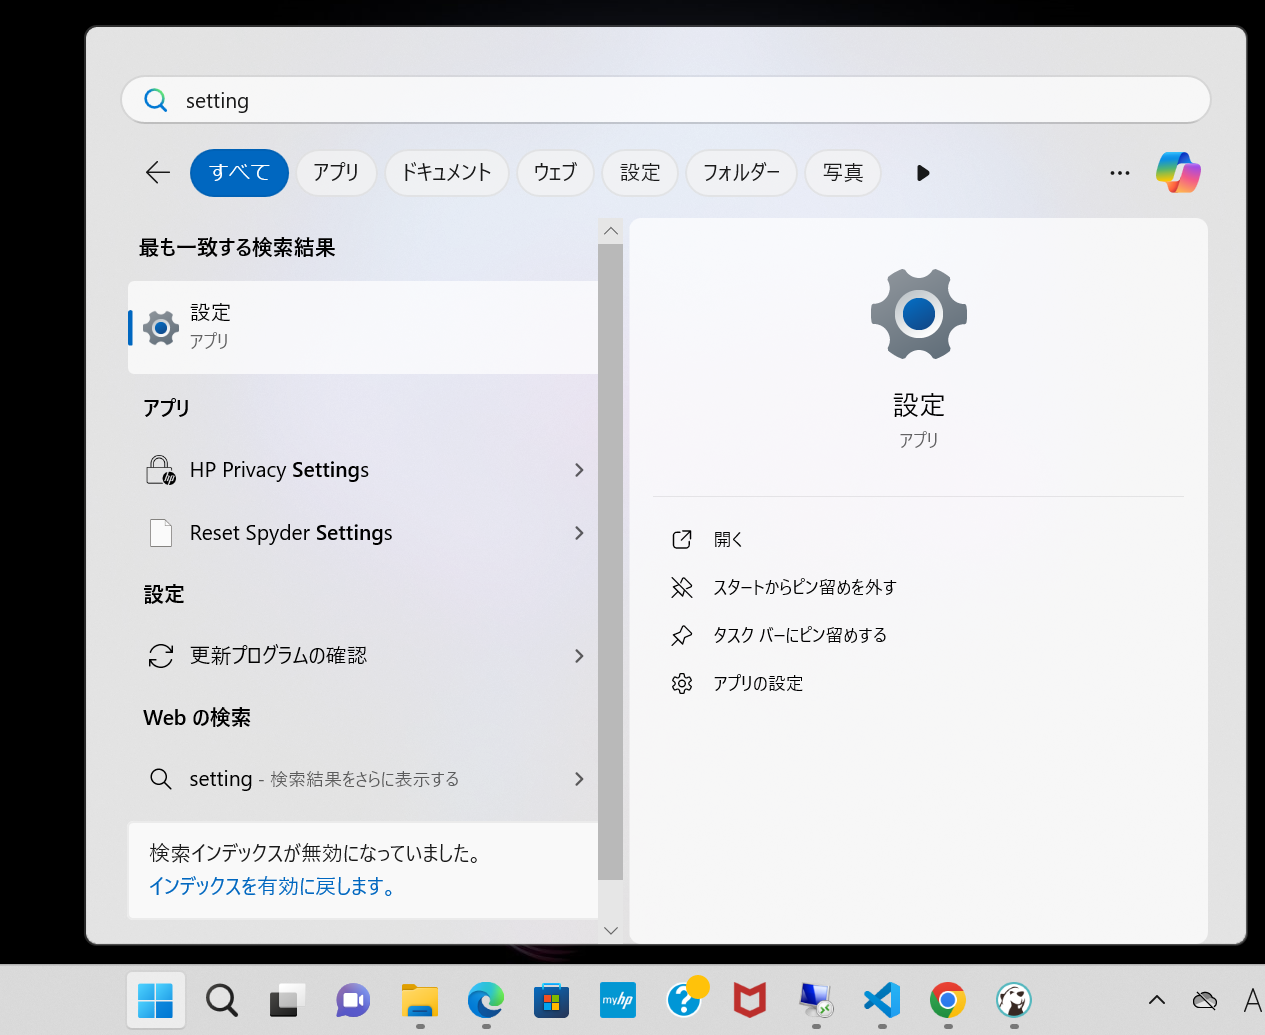 setting
すべて
アプリ
ドキュメント
ウェブ
設定
フォルダー
写真
最も一致する検索結果
設定
アプリ
アプリ
HP Privacy Settings
Reset Spyder Settings
設定
更新プログラムの確認
Web の検索
setting - 検索結果をさらに表示する
検索インデックスが無効になっていました。
インデックスを有効に戻します。
設定
アプリ
開く
スタートからピン留めを外す
タスク バーにピン留めする
アプリの設定
myhp
A